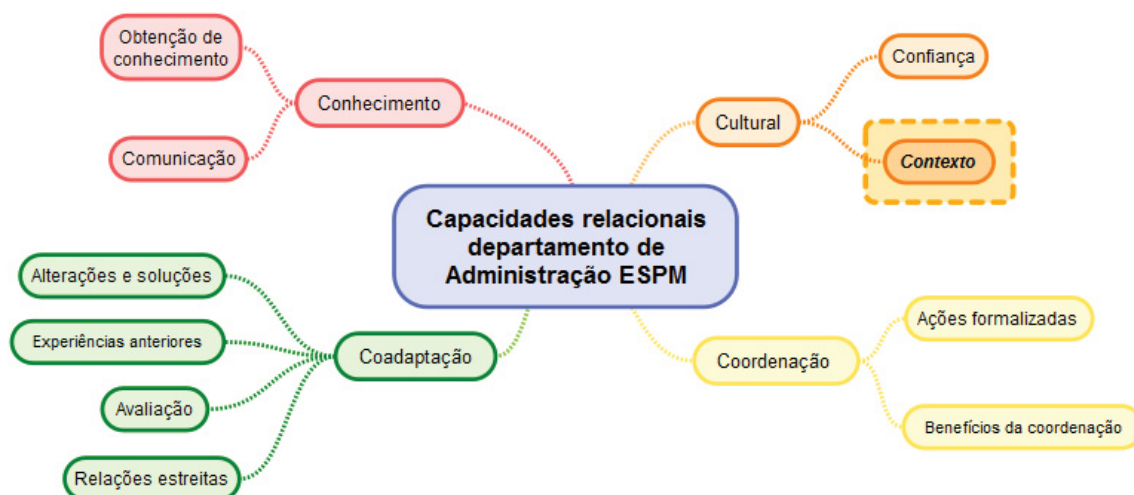 Obtenção de
conhecimento
Conhecimento
Comunicação
Cultural
Confiança
Contexto
Capacidades relacionais
departamento de
Administração ESPM
Alterações e soluções
Experiências anteriores
Coadaptação
Avaliação
Relações estreitas
Coordenação
Ações formalizadas
Benefícios da coordenação